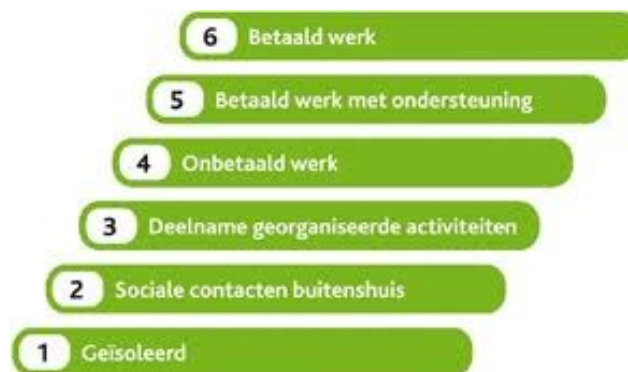 6 Betaald werk
5 Betaald werk met ondersteuning
4 Onbetaald werk
3 Deelname georganiseerde activiteiten
2 Sociale contacten buitenshuis
1 Geïsoleerd